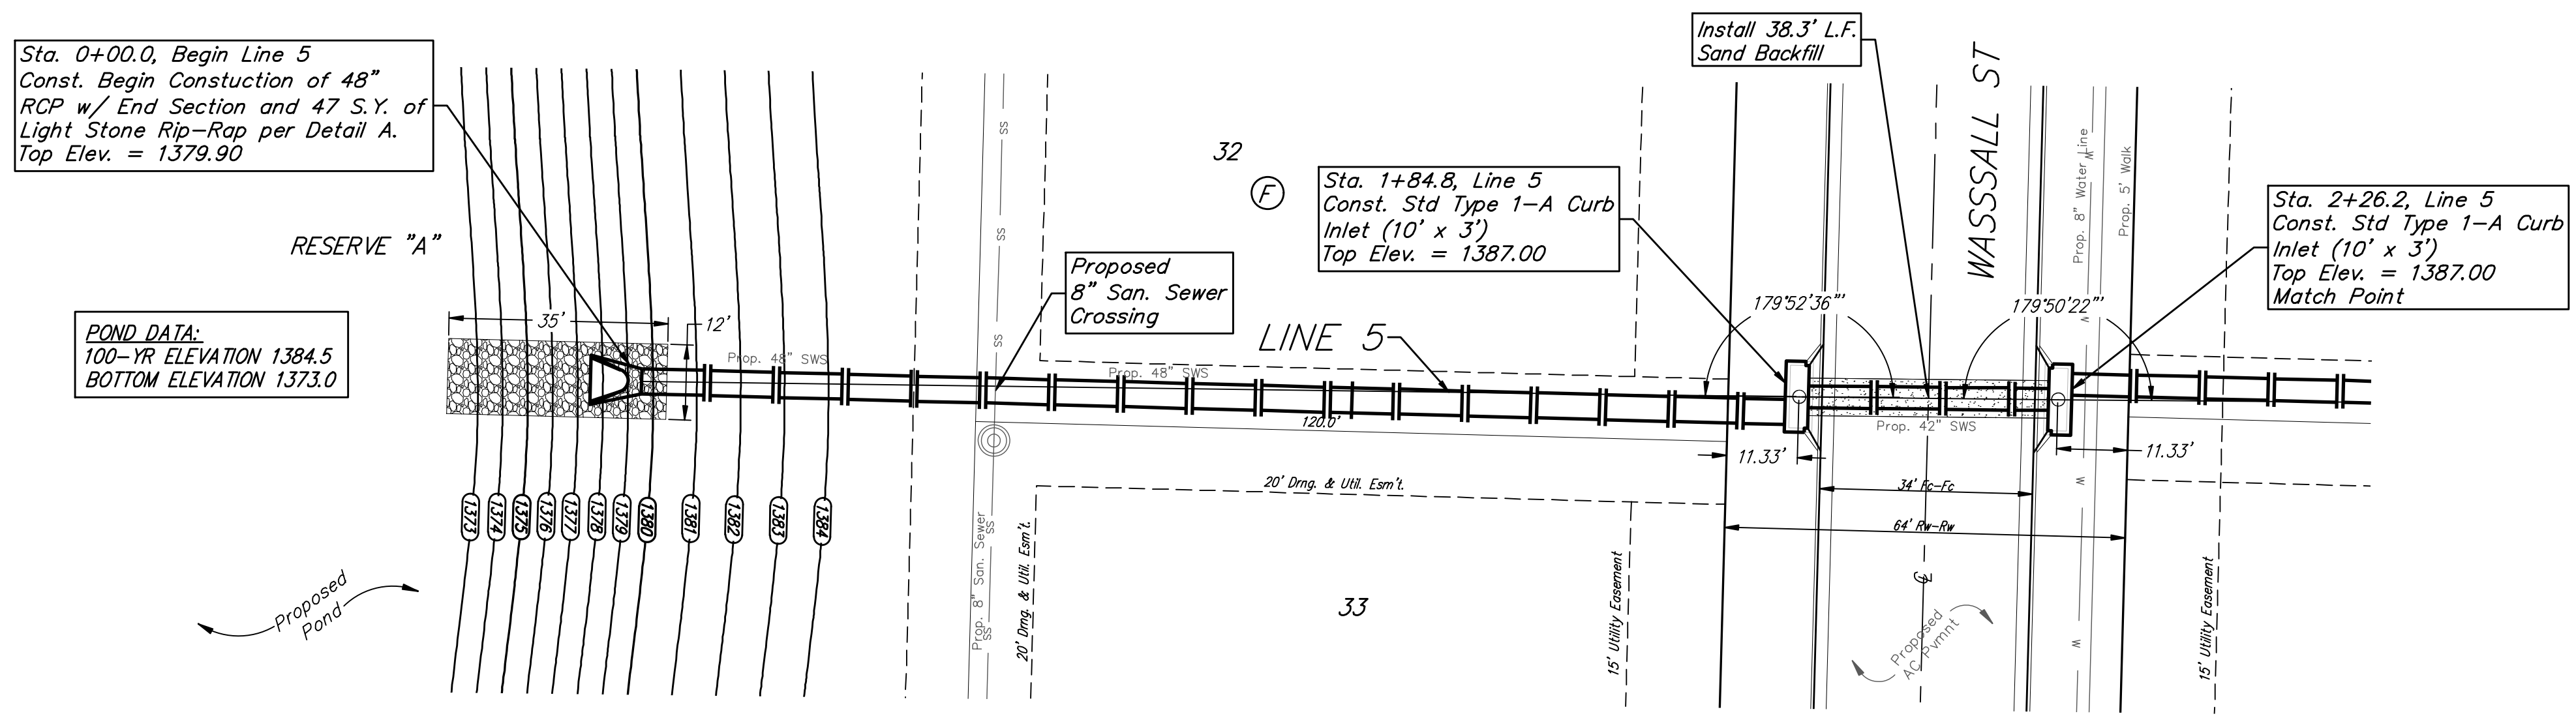 Sta. 0+00.0, Begin Line 5
Const. Begin Constuction of 48"
RCP w/ End Section and 47 S.Y. of
Light Stone Rip-Rap per Detail A.
Top Elev. = 1379.90
RESERVE "A"
POND DATA:
100-YR ELEVATION 1384.5
BOTTOM ELEVATION 1373.0
35'
12'
Prop. 48" SWS
1373
1374
1375
1376
1377
1378
1379
1380
1381
1382
1383
1384
Proposed
Pond
SS
SS
SS
SS
SS
Prop. 8" San. Sewer
20' Drng. & Util. Esm't.
Proposed
8" San. Sewer
Crossing
32
F
Prop. 48" SWS
LINE 5
120.0'
20' Drng. & Util. Esm't.
33
Sta. 1+84.8, Line 5
Const. Std Type 1-A Curb
Inlet (10' x 3')
Top Elev. = 1387.00
Install 38.3' L.F.
Sand Backfill
WASSSALL ST
179°52'36"'
179°50'22"'
Prop. 42" SWS
11.33'
11.33'
34' Fc-Fc
64' Rw-Rw
15' Utility Easement
Proposed
AC Pvmnt
Prop. 8" Water Line
W
W
W
W
Prop. 5' Walk
15' Utility Easement
Sta. 2+26.2, Line 5
Const. Std Type 1-A Curb
Inlet (10' x 3')
Top Elev. = 1387.00
Match Point